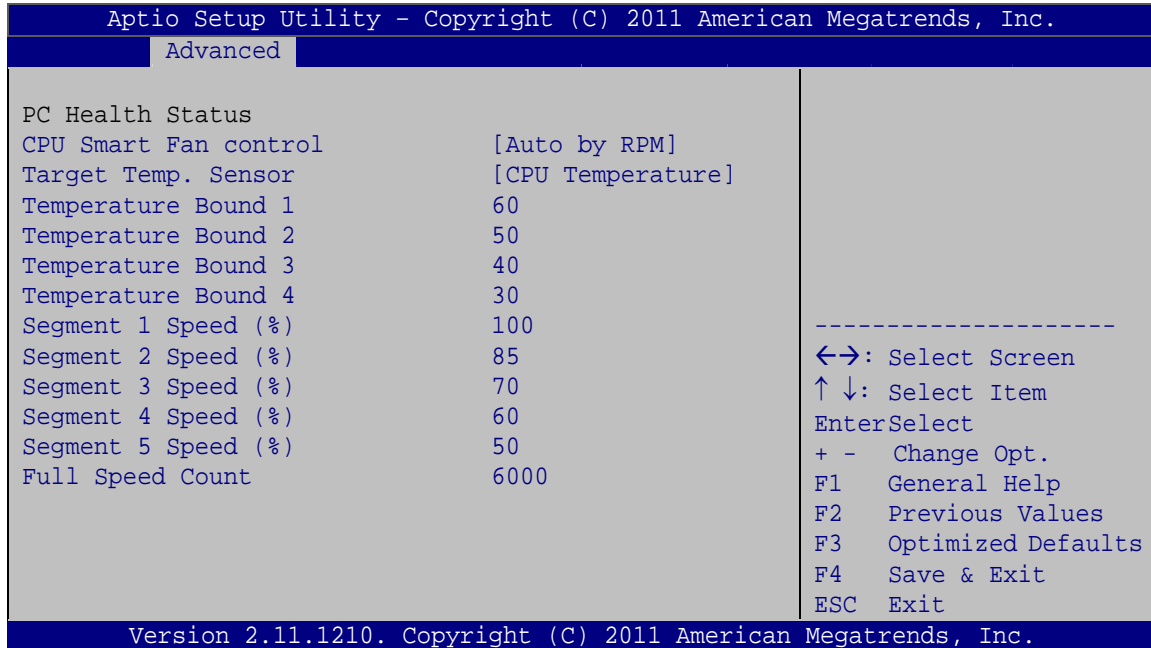 Aptio Setup Utility – Copyright (C) 2011 American Megatrends, Inc.
Advanced
PC Health Status
CPU Smart Fan control [Auto by RPM]
Target Temp. Sensor [CPU Temperature]
Temperature Bound 1 60
Temperature Bound 2 50
Temperature Bound 3 40
Temperature Bound 4 30
Segment 1 Speed (%) 100
Segment 2 Speed (%) 85
Segment 3 Speed (%) 70
Segment 4 Speed (%) 60
Segment 5 Speed (%) 50
Full Speed Count 6000
---------------------
←→: Select Screen
↑ ↓: Select Item
EnterSelect
+ - Change Opt.
F1 General Help
F2 Previous Values
F3 Optimized Defaults
F4 Save & Exit
ESC Exit
Version 2.11.1210. Copyright (C) 2011 American Megatrends, Inc.